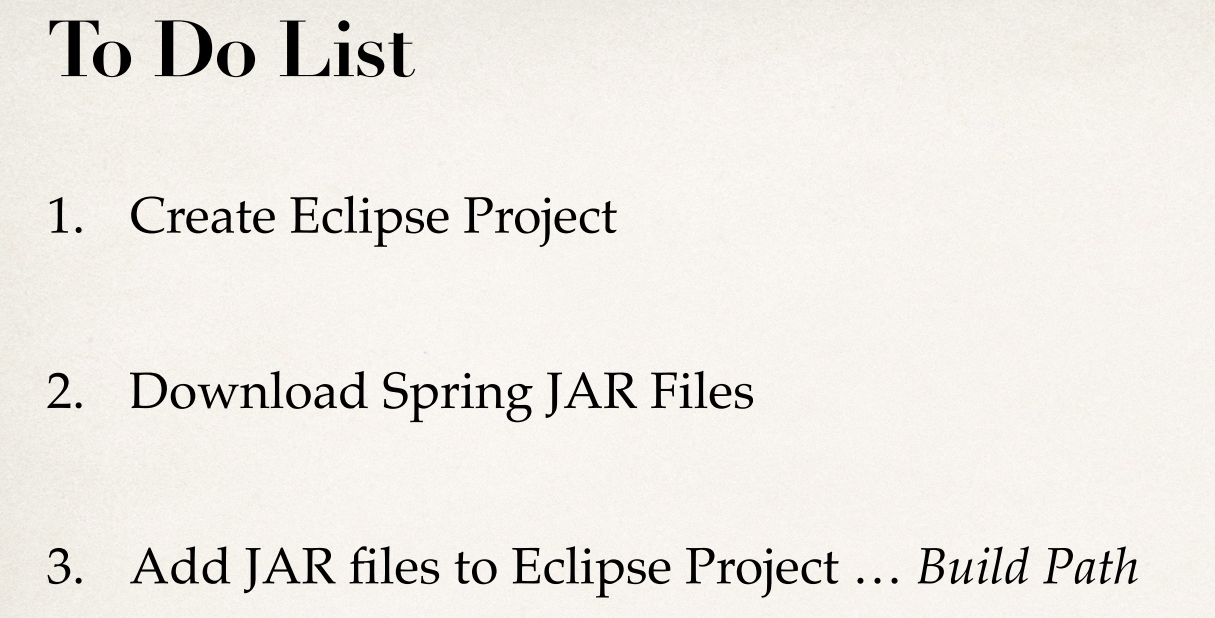 To Do List
1. Create Eclipse Project
2. Download Spring JAR Files
3. Add JAR files to Eclipse Project … Build Path